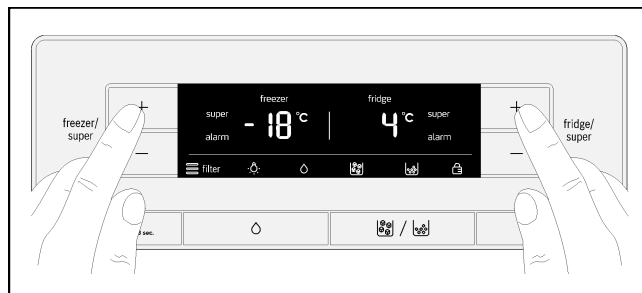 freezer fridge
freezer/
super
+
super
- 18 °C
4 °C
super
+
fridge/
super
alarm
alarm
−
−
filter
sec.